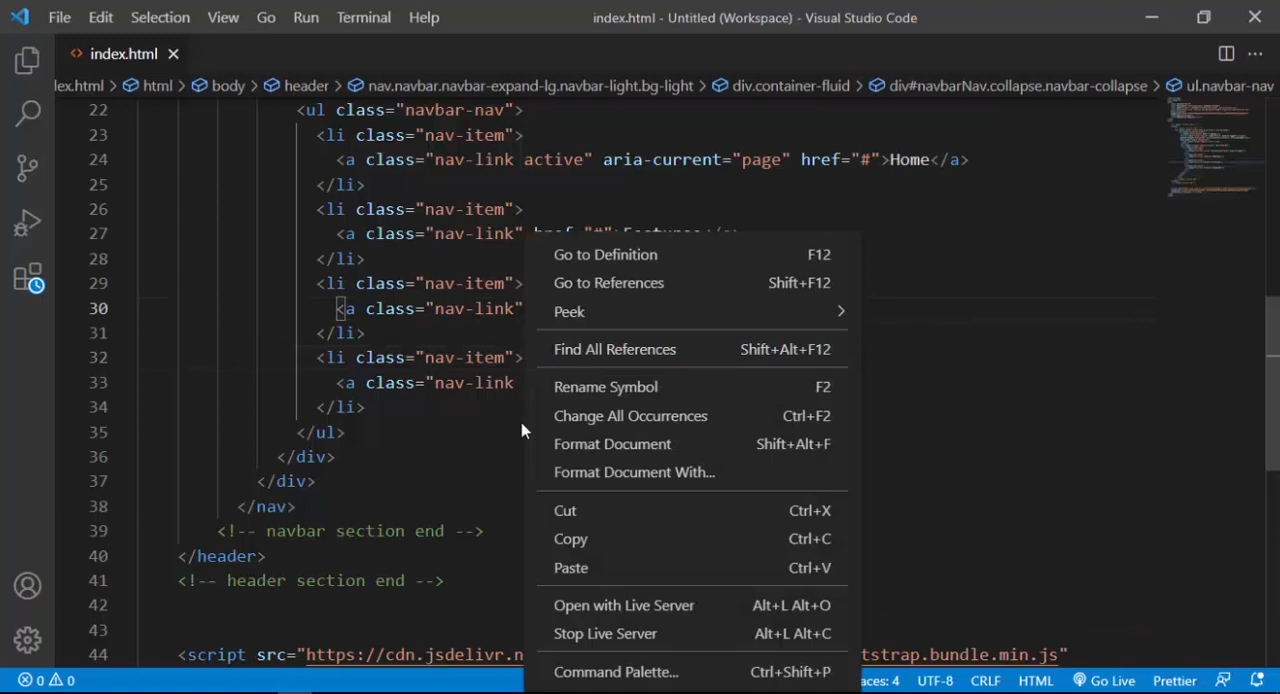 File Edit Selection View Go Run Terminal Help index.html - Untitled (Workspace) - Visual Studio Code
index.html
ex.html > html > body > header > nav.navbar.navbar-expand-lg.navbar-light.bg-light > div.container-fluid > div#navbarNav.collapse.navbar-collapse > ul.navbar-nav
22 <ul class="navbar-nav">
23 <li class="nav-item">
24 <a class="nav-link active" aria-current="page" href="#">Home</a>
25 </li>
26 <li class="nav-item">
27 <a class="nav-link" href="#">Features</a>
28 </li>
29 <li class="nav-item">
30 <a class="nav-link"
31 </li>
32 <li class="nav-item">
33 <a class="nav-link
34 </li>
35 </ul>
36 </div>
37 </div>
38 </nav>
39 <!-- navbar section end -->
40 </header>
41 <!-- header section end -->
42
43
44 <script src="https://cdn.jsdelivr.n tstrap.bundle.min.js"
Go to Definition F12
Go to References Shift+F12
Peek >
Find All References Shift+Alt+F12
Rename Symbol F2
Change All Occurrences Ctrl+F2
Format Document Shift+Alt+F
Format Document With...
Cut Ctrl+X
Copy Ctrl+C
Paste Ctrl+V
Open with Live Server Alt+L Alt+O
Stop Live Server Alt+L Alt+C
Command Palette... Ctrl+Shift+P
0 0 aces: 4 UTF-8 CRLF HTML Go Live Prettier